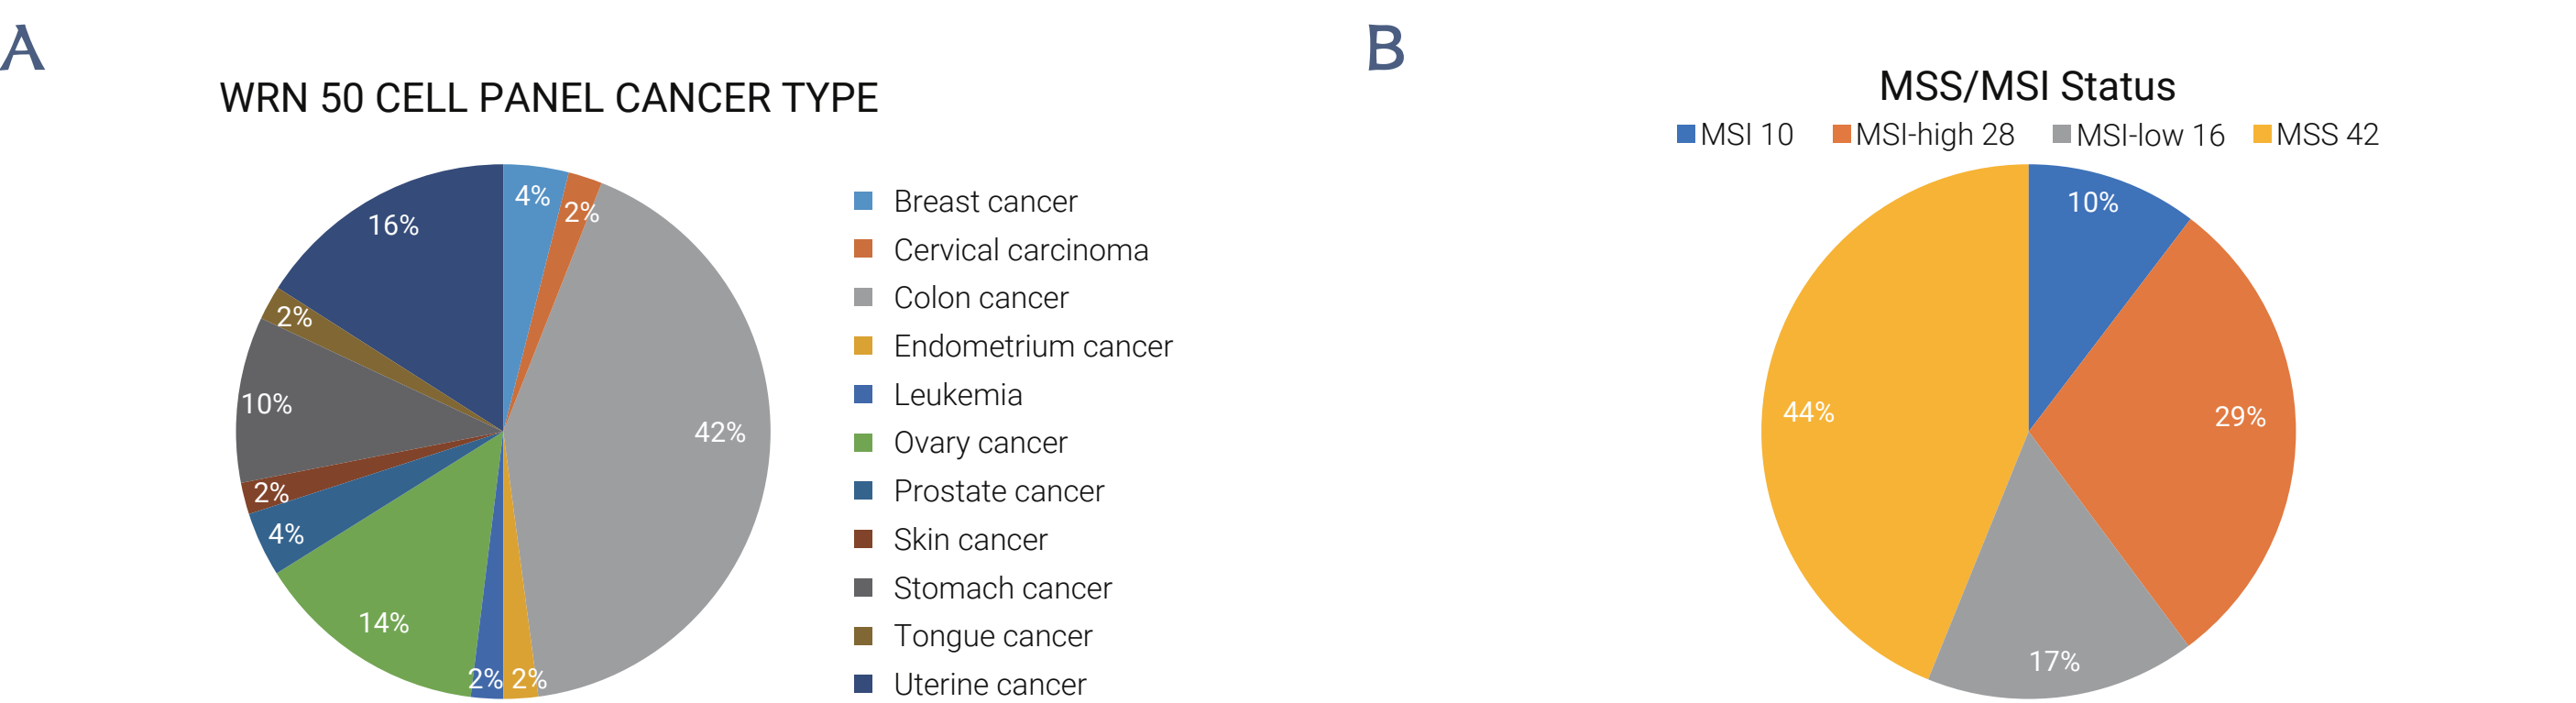 A
WRN 50 CELL PANEL CANCER TYPE
4%
2%
42%
2%
2%
14%
4%
2%
10%
2%
16%
Breast cancer
Cervical carcinoma
Colon cancer
Endometrium cancer
Leukemia
Ovary cancer
Prostate cancer
Skin cancer
Stomach cancer
Tongue cancer
Uterine cancer
B
MSS/MSI Status
MSI 10 MSI-high 28 MSI-low 16 MSS 42
10%
29%
17%
44%